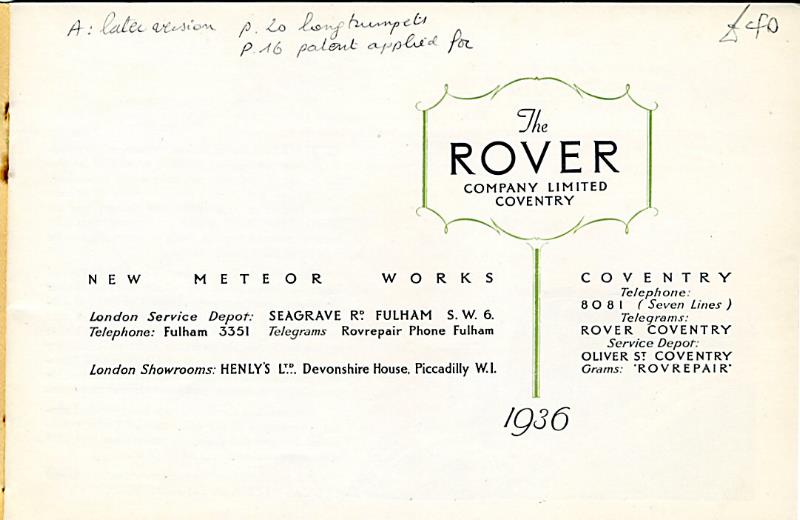 A: later version p. 20 long trumpets
p. 16 patent applied for
£40
The
ROVER
COMPANY LIMITED
COVENTRY
NEW METEOR WORKS
London Service Depot: SEAGRAVE RD. FULHAM S.W.6.
Telephone: Fulham 3351 Telegrams Rovrepair Phone Fulham
London Showrooms: HENLY'S LTD.. Devonshire House, Piccadilly W.1.
COVENTRY
Telephone:
8081 (Seven Lines)
Telegrams:
ROVER COVENTRY
Service Depot:
OLIVER ST COVENTRY
Grams: 'ROVREPAIR'
1936